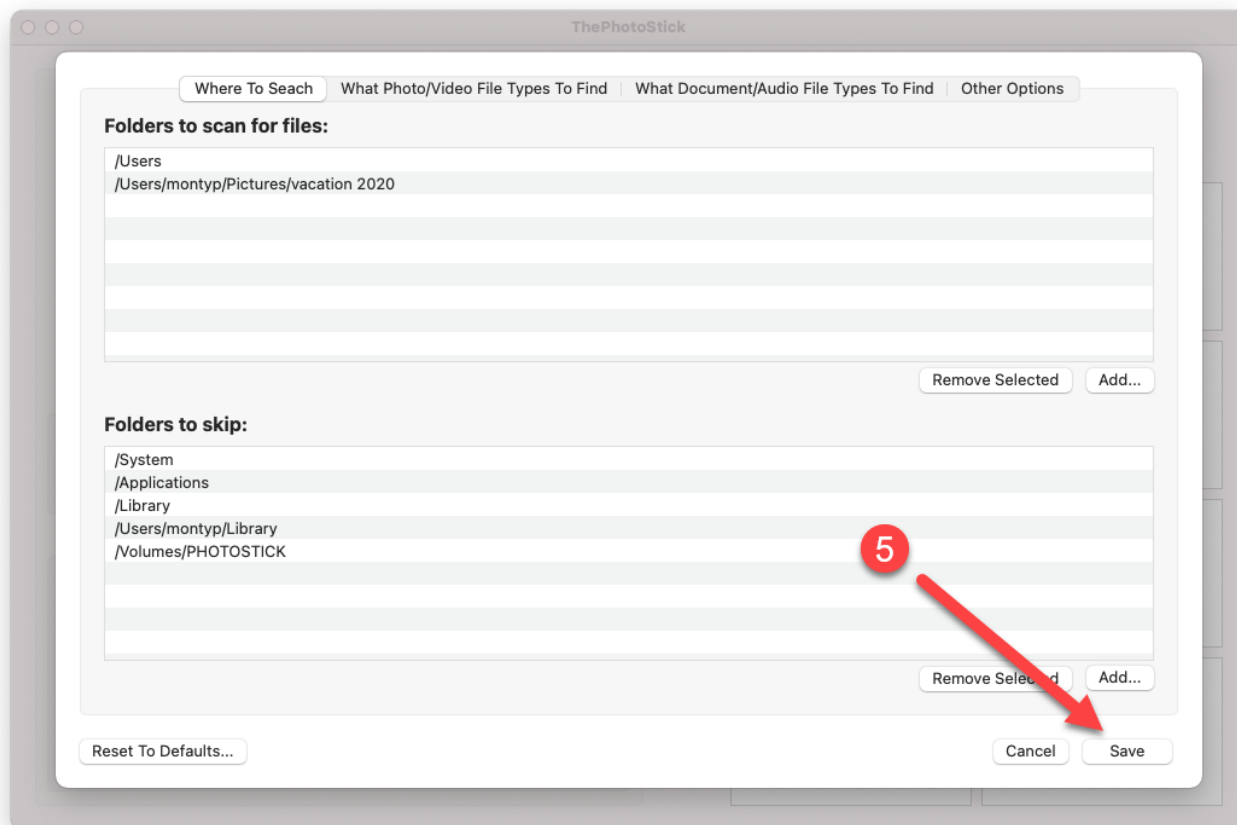 ThePhotoStick
Where To Seach What Photo/Video File Types To Find What Document/Audio File Types To Find Other Options
Folders to scan for files:
/Users
/Users/montyp/Pictures/vacation 2020
Remove Selected Add...
Folders to skip:
/System
/Applications
/Library
/Users/montyp/Library
/Volumes/PHOTOSTICK
5
Remove Selected Add...
Reset To Defaults... Cancel Save